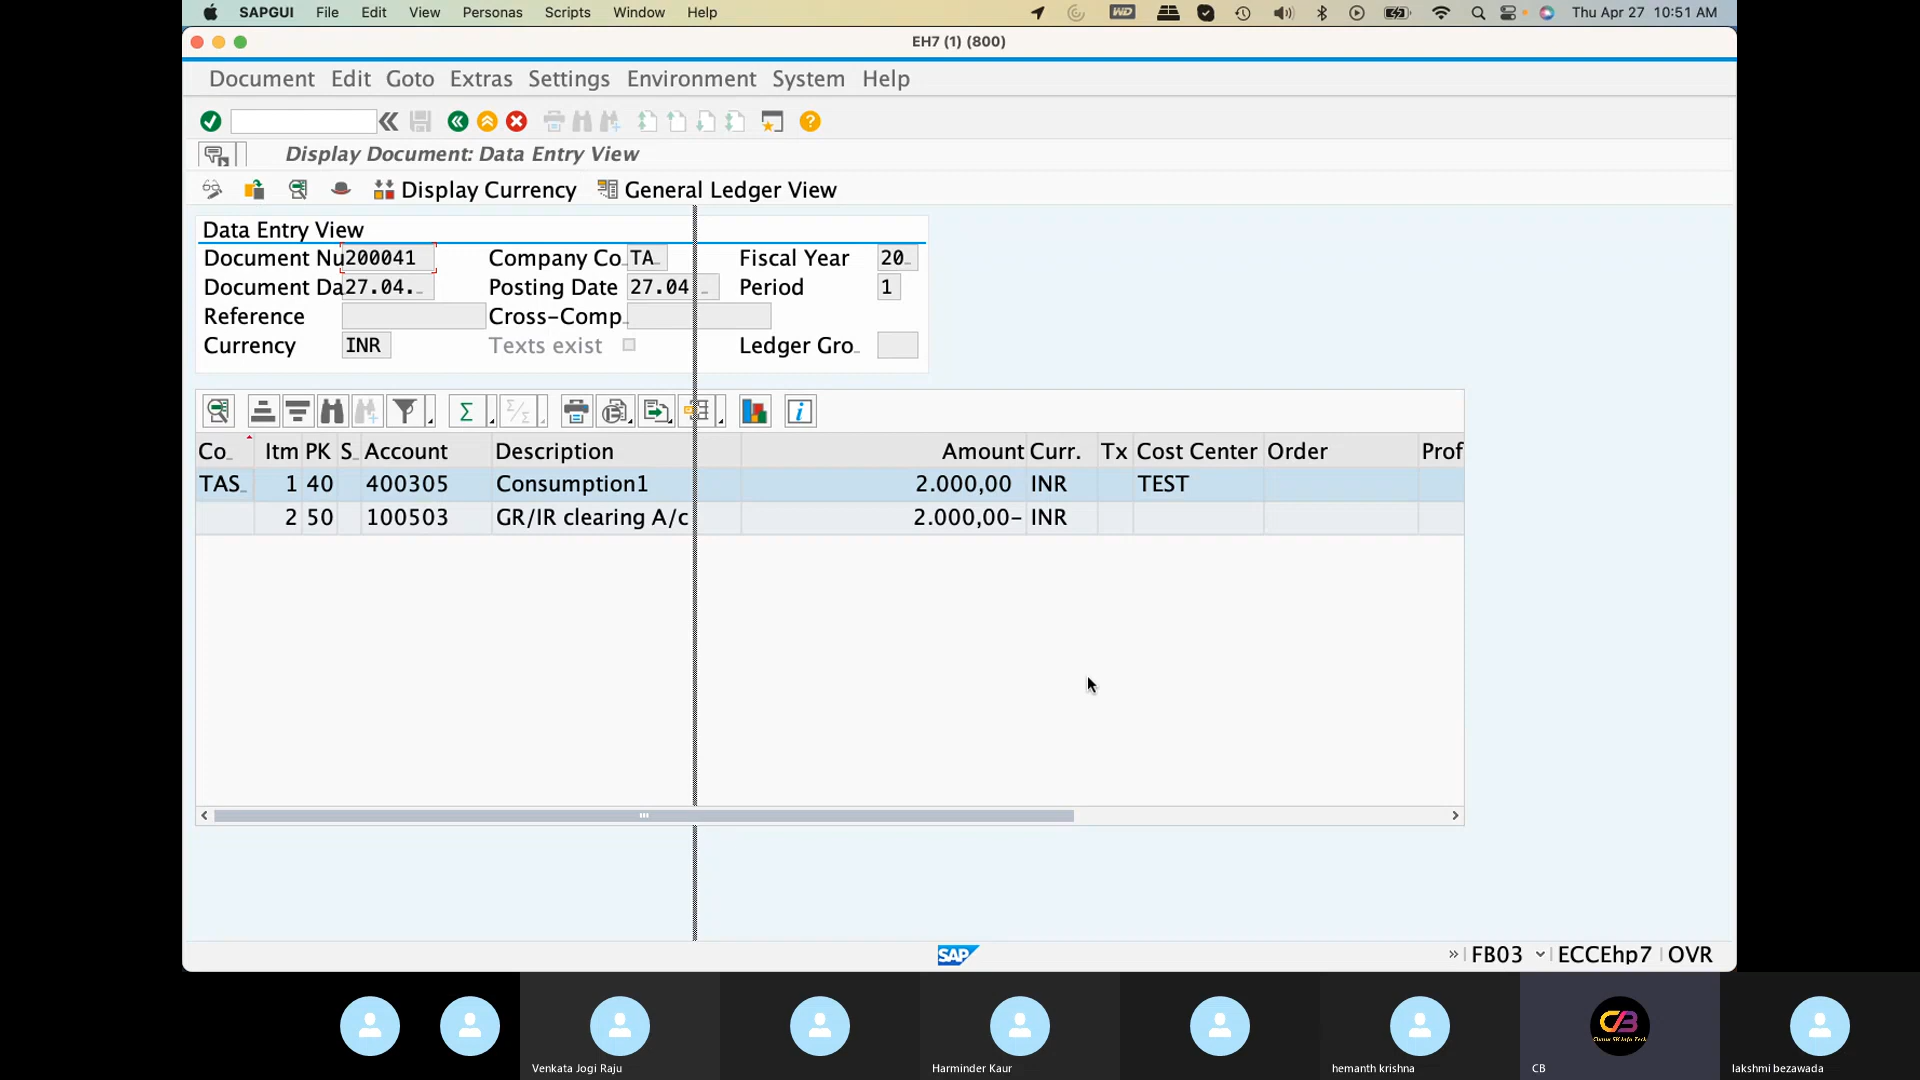 SAPGUI File Edit View Personas Scripts Window Help WD Thu Apr 27 10:51 AM
EH7 (1) (800)
Document Edit Goto Extras Settings Environment System Help
Display Document: Data Entry View
Display Currency General Ledger View
Data Entry View
Document Nu 200041 Company Co TA Fiscal Year 20
Document Da 27.04. Posting Date 27.04 Period 1
Reference Cross-Comp
Currency INR Texts exist Ledger Gro
Co Itm PK S Account Description Amount Curr. Tx Cost Center Order Prof
TAS 1 40 400305 Consumption1 2.000,00 INR TEST
2 50 100503 GR/IR clearing A/c 2.000,00- INR
SAP FB03 ECCEhp7 OVR
CB
Venkata Jogi Raju Harminder Kaur hemanth krishna CB lakshmi bezawada